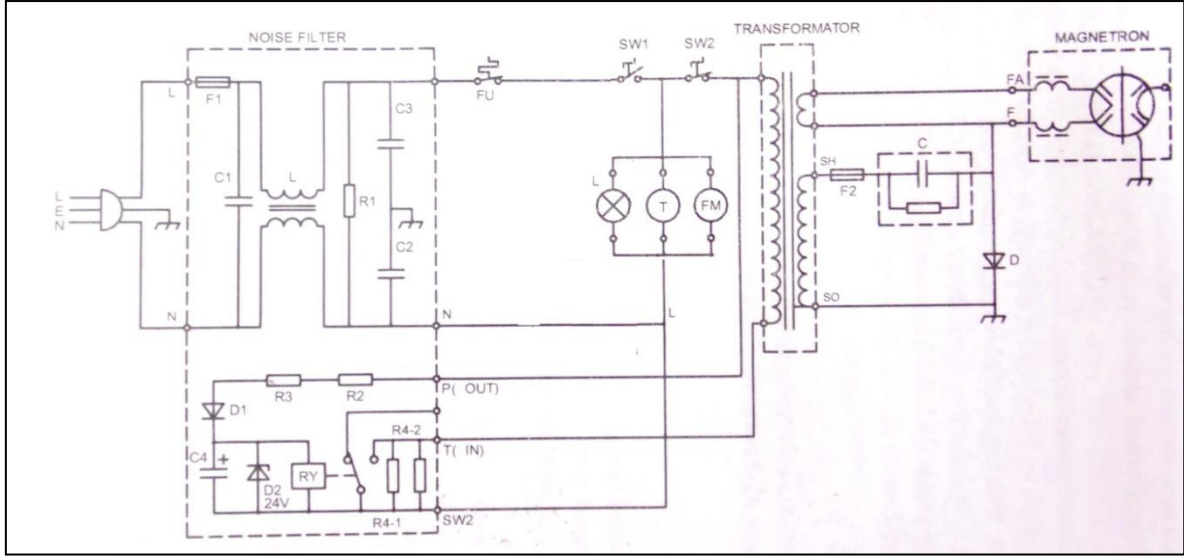 NOISE FILTER
TRANSFORMATOR
MAGNETRON
SW1
SW2
FU
L
F1
C3
FA
F
C1
L
R1
L
E
N
C2
L
T
FM
SH
F2
C
D
SO
N
N
L
R3
R2
P( OUT)
D1
R4-2
T( IN)
C4
+
RY
D2
24V
R4-1
SW2